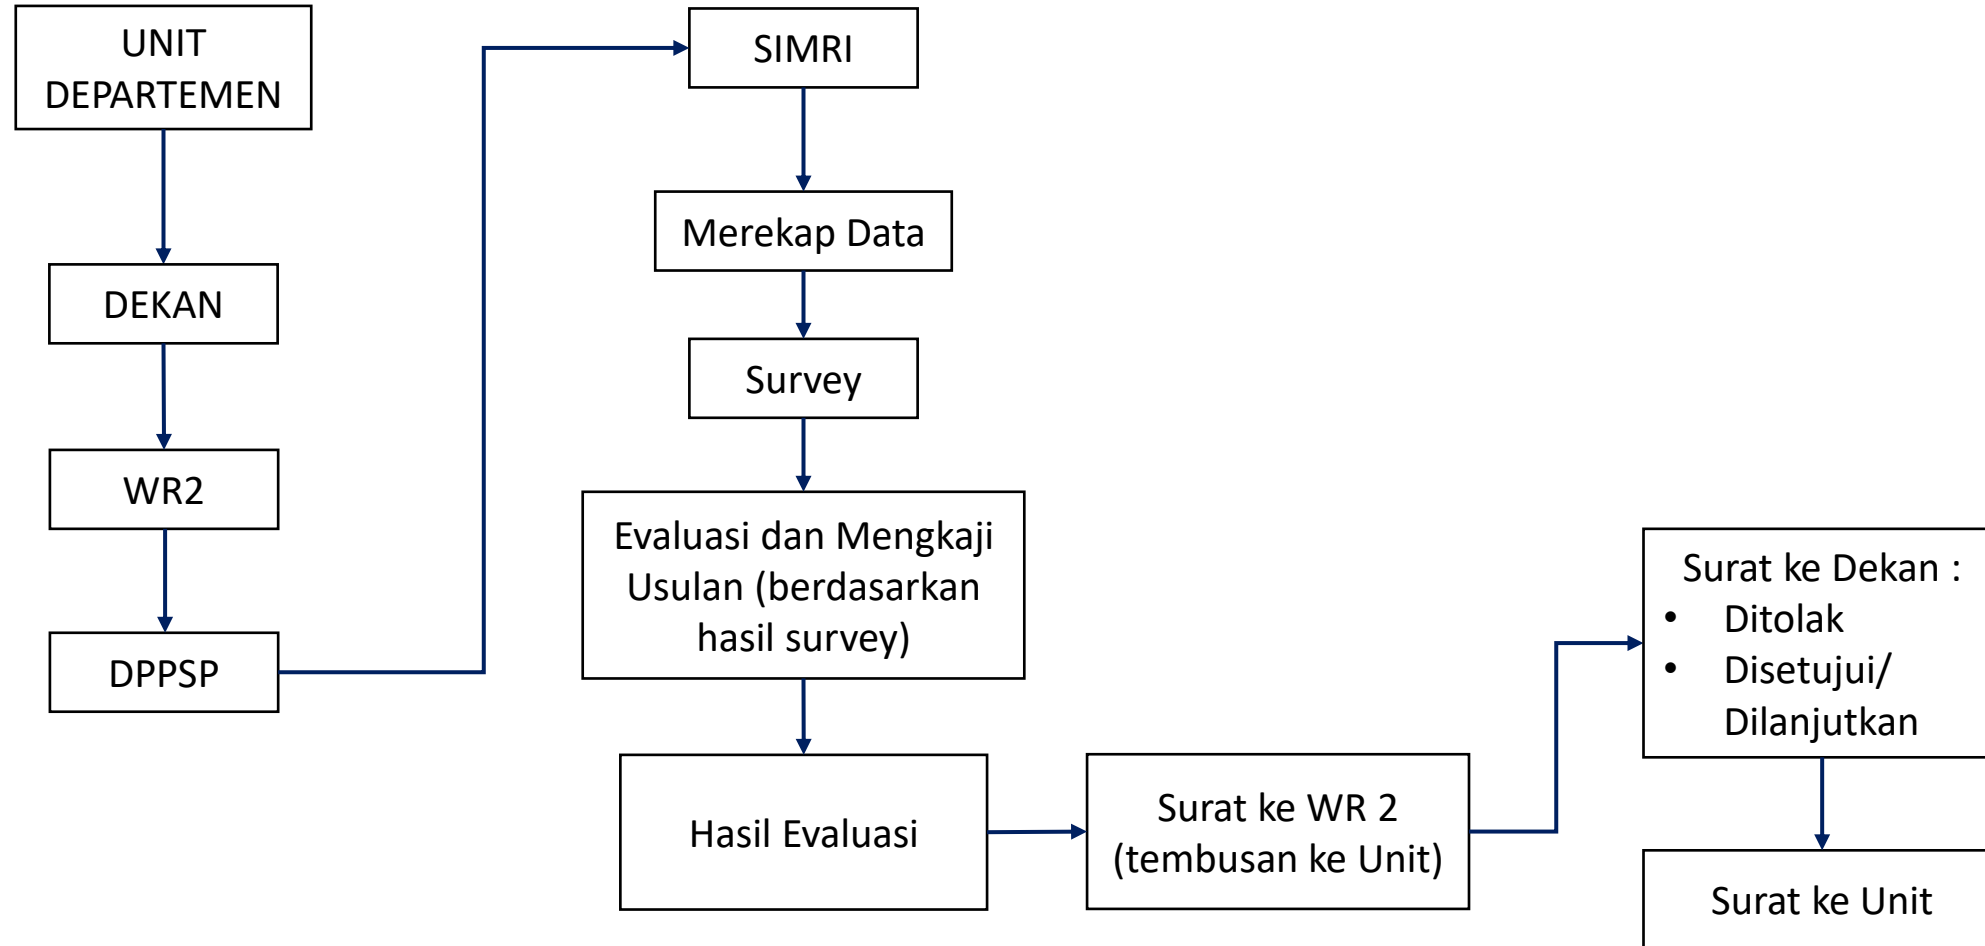 UNIT
DEPARTEMEN
DEKAN
WR2
DPPSP
SIMRI
Merekap Data
Survey
Evaluasi dan Mengkaji
Usulan (berdasarkan
hasil survey)
Hasil Evaluasi
Surat ke WR 2
(tembusan ke Unit)
Surat ke Dekan :
• Ditolak
• Disetujui/
Dilanjutkan
Surat ke Unit